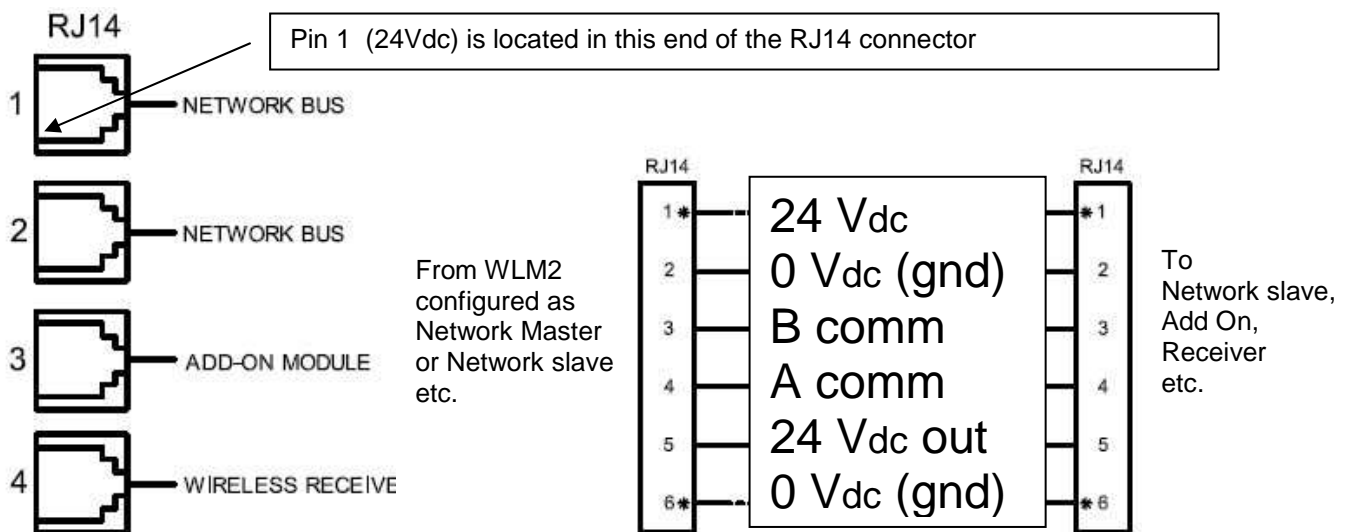 RJ14
Pin 1 (24Vdc) is located in this end of the RJ14 connector
1 NETWORK BUS
2 NETWORK BUS
3 ADD-ON MODULE
4 WIRELESS RECEIVE
From WLM2
configured as
Network Master
or Network slave
etc.
RJ14
RJ14
1* 24 Vdc *1
2 0 Vdc (gnd) 2
3 B comm 3
4 A comm 4
5 24 Vdc out 5
6* 0 Vdc (gnd) *6
To
Network slave,
Add On,
Receiver
etc.